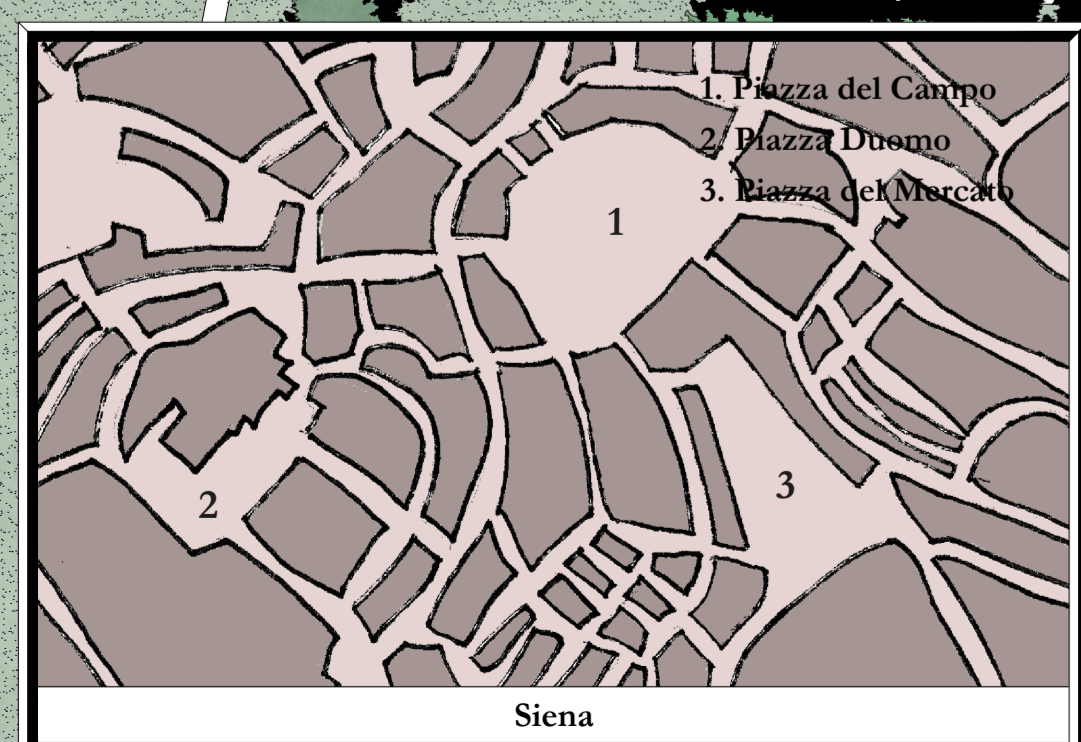 1. Piazza del Campo
2. Piazza Duomo
3. Piazza del Mercato
1
2
3
Siena